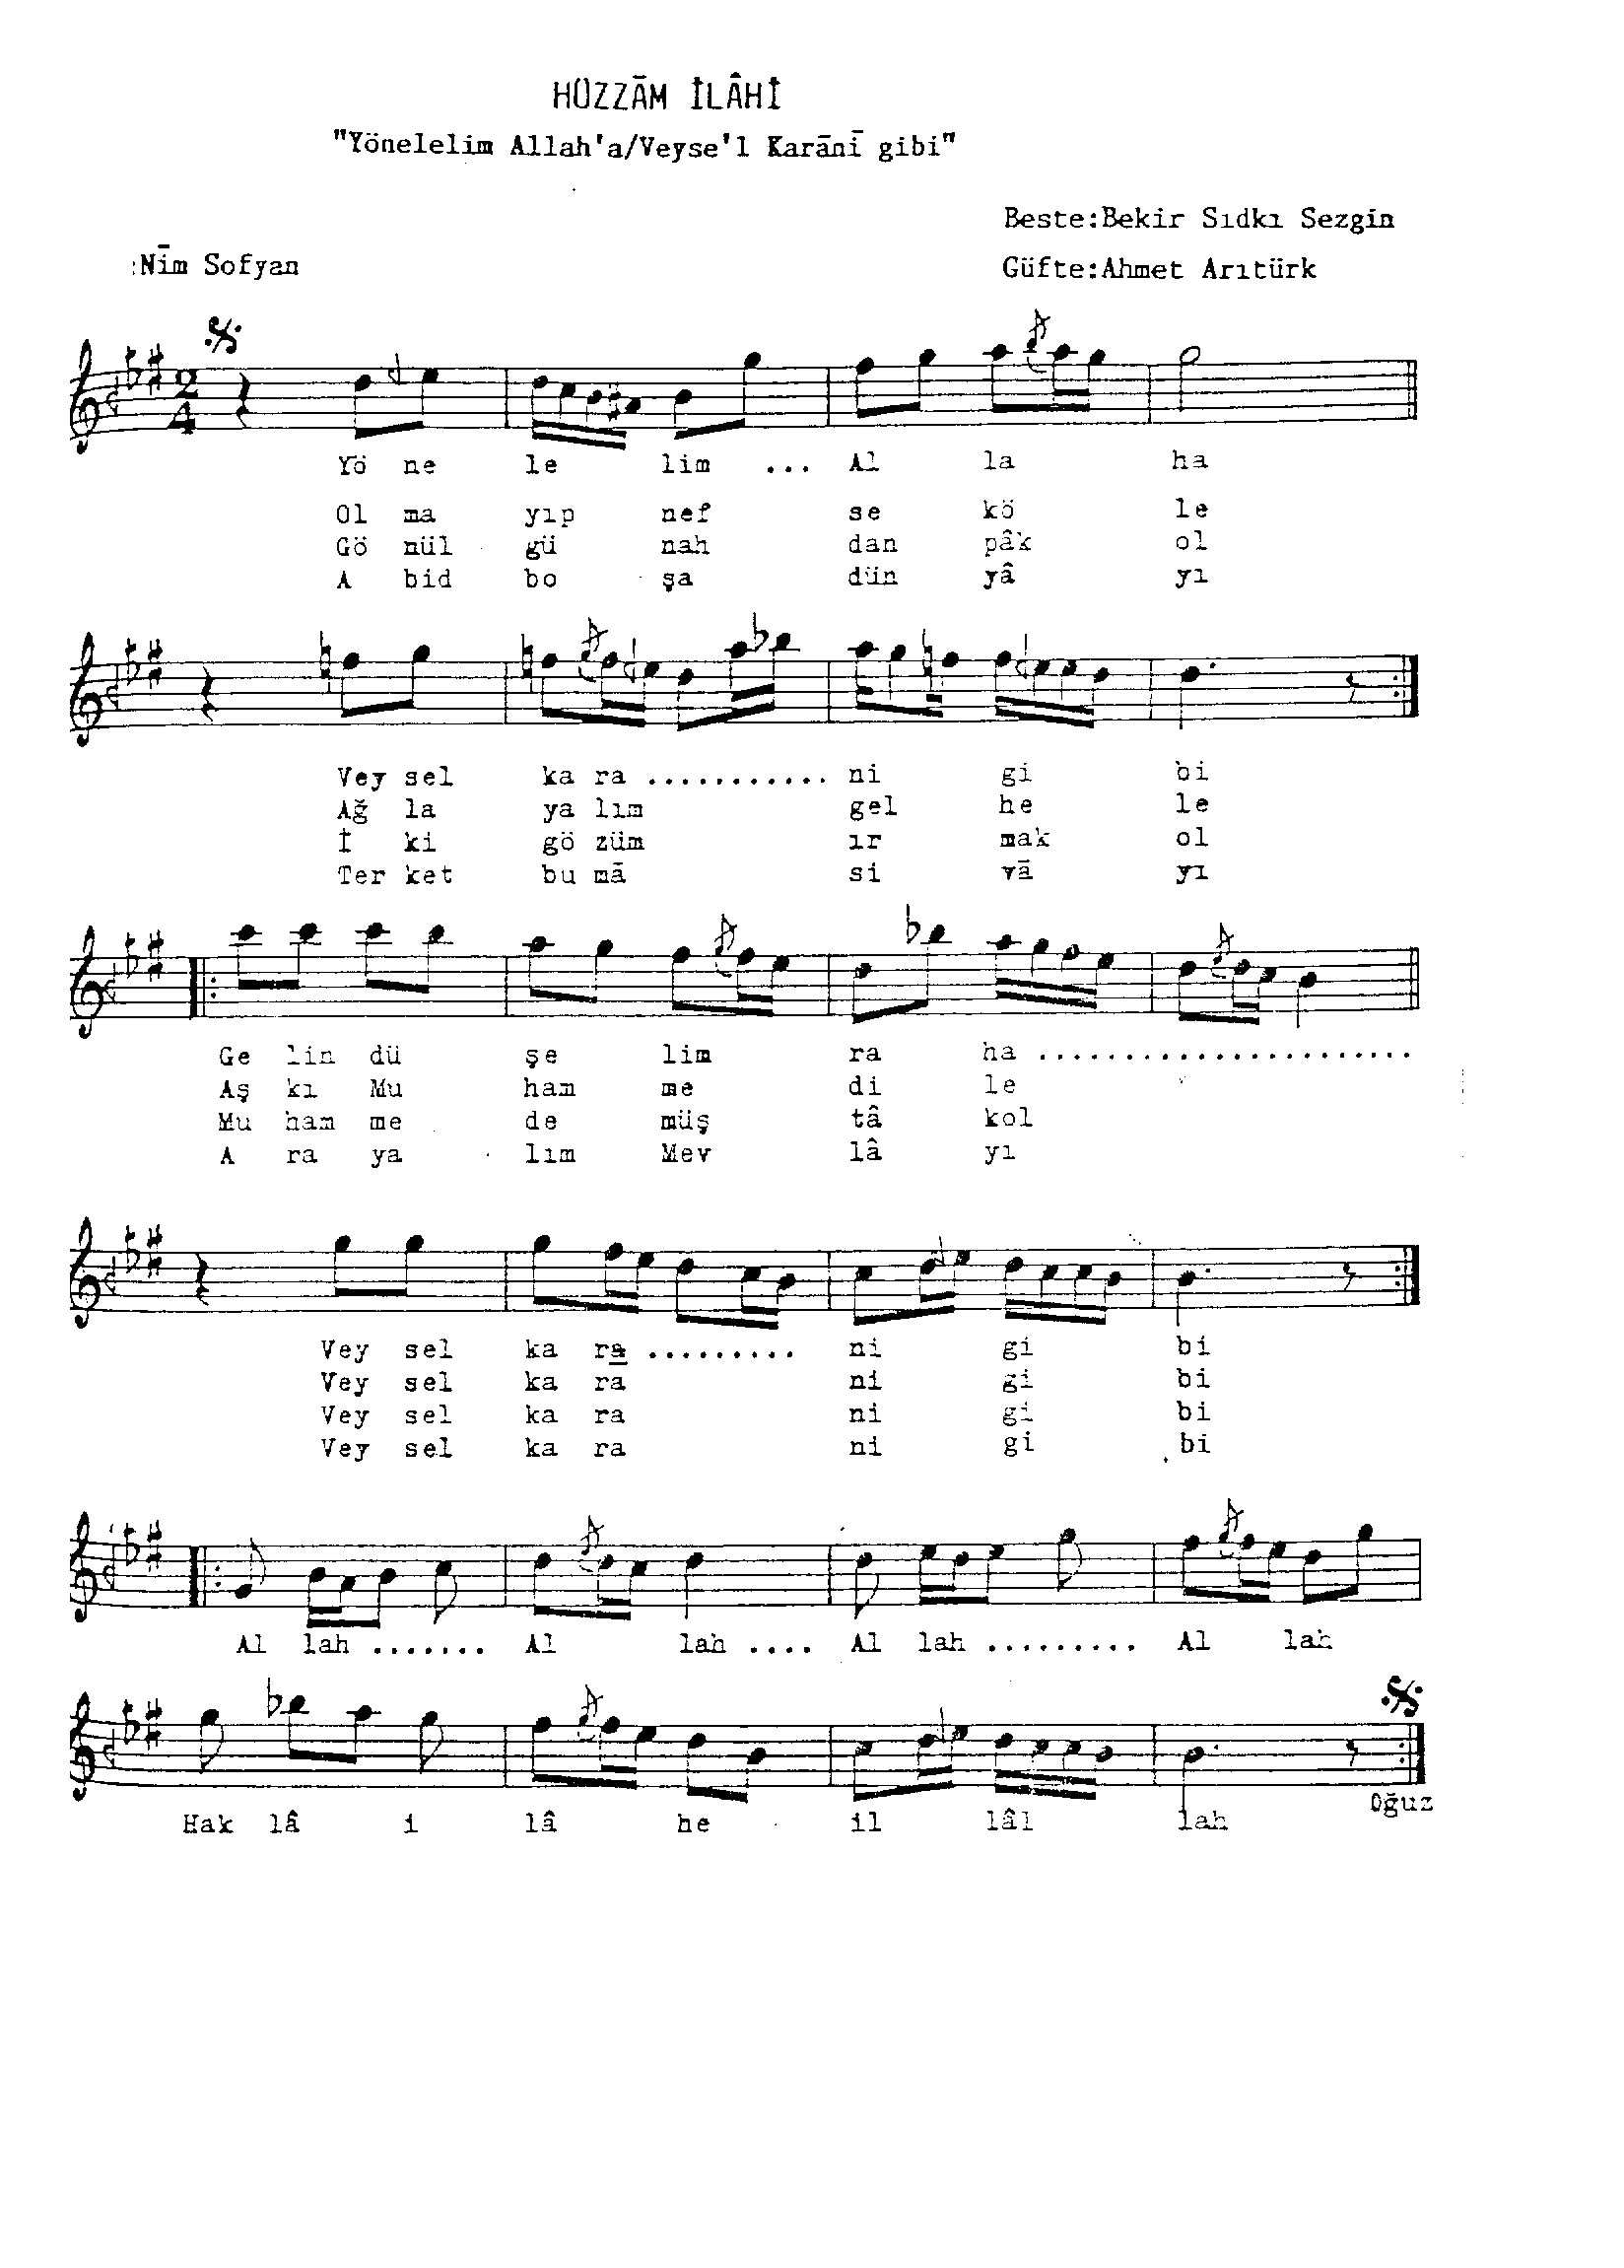 HÜZZĀM İLÂHİ
"Yönelelim Allah'a/Veyse'l Karānī gibi"
Beste:Bekir Sıdkı Sezgin
:Nīm Sofyan
Güfte:Ahmet Arıtürk
2
4
Yö ne le lim ... Al la ha
Ol ma yıp nef se kö le
Gö nül gü nah dan pâk ol
A bid bo şa dün yâ yı
Vey sel ka ra ........... ni gi bi
Ağ la ya lım gel he le
İ ki gö züm ır mak ol
Ter ket bu mā si vā yı
Ge lin dü şe lim ra ha ......................
Aş kı Mu ham me di le
Mu ham me de müş tâ kol
A ra ya lım Mev lâ yı
Vey sel ka ra ......... ni gi bi
Vey sel ka ra ni gi bi
Vey sel ka ra ni gi bi
Vey sel ka ra ni gi bi
Al lah ....... Al lah .... Al lah ......... Al lah
Hak lâ i lâ he il lâl lah
Oğuz